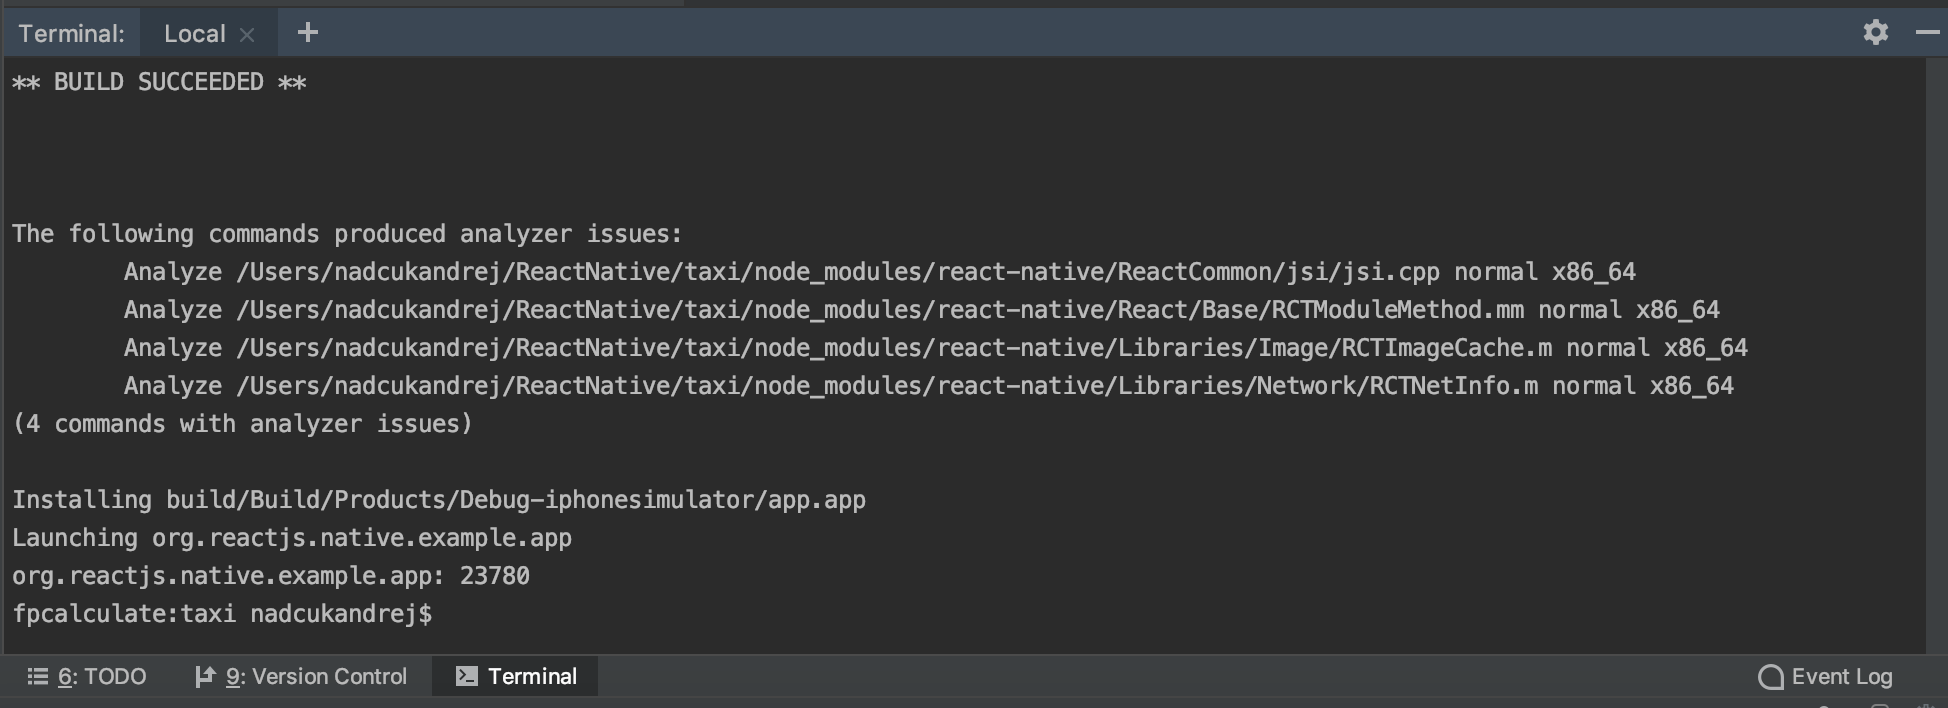 Terminal: Local
** BUILD SUCCEEDED **
The following commands produced analyzer issues:
Analyze /Users/nadcukandrej/ReactNative/taxi/node_modules/react-native/ReactCommon/jsi/jsi.cpp normal x86_64
Analyze /Users/nadcukandrej/ReactNative/taxi/node_modules/react-native/React/Base/RCTModuleMethod.mm normal x86_64
Analyze /Users/nadcukandrej/ReactNative/taxi/node_modules/react-native/Libraries/Image/RCTImageCache.m normal x86_64
Analyze /Users/nadcukandrej/ReactNative/taxi/node_modules/react-native/Libraries/Network/RCTNetInfo.m normal x86_64
(4 commands with analyzer issues)
Installing build/Build/Products/Debug-iphonesimulator/app.app
Launching org.reactjs.native.example.app
org.reactjs.native.example.app: 23780
fpcalculate:taxi nadcukandrej$
6: TODO 9: Version Control Terminal Event Log